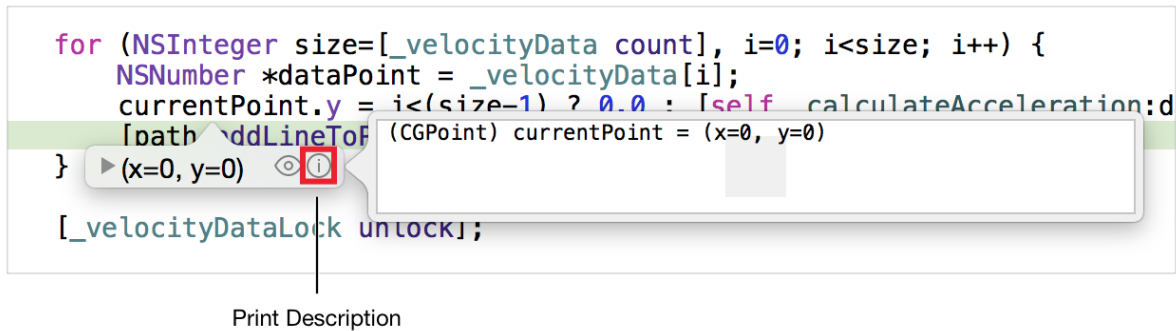 for (NSInteger size=[_velocityData count], i=0; i<size; i++) {
NSNumber *dataPoint = _velocityData[i];
currentPoint.y = i<(size-1) ? 0.0 : [self _calculateAcceleration:d
[path addLineToP
(CGPoint) currentPoint = (x=0, y=0)
} (x=0, y=0)
[_velocityDataLock unlock];
Print Description